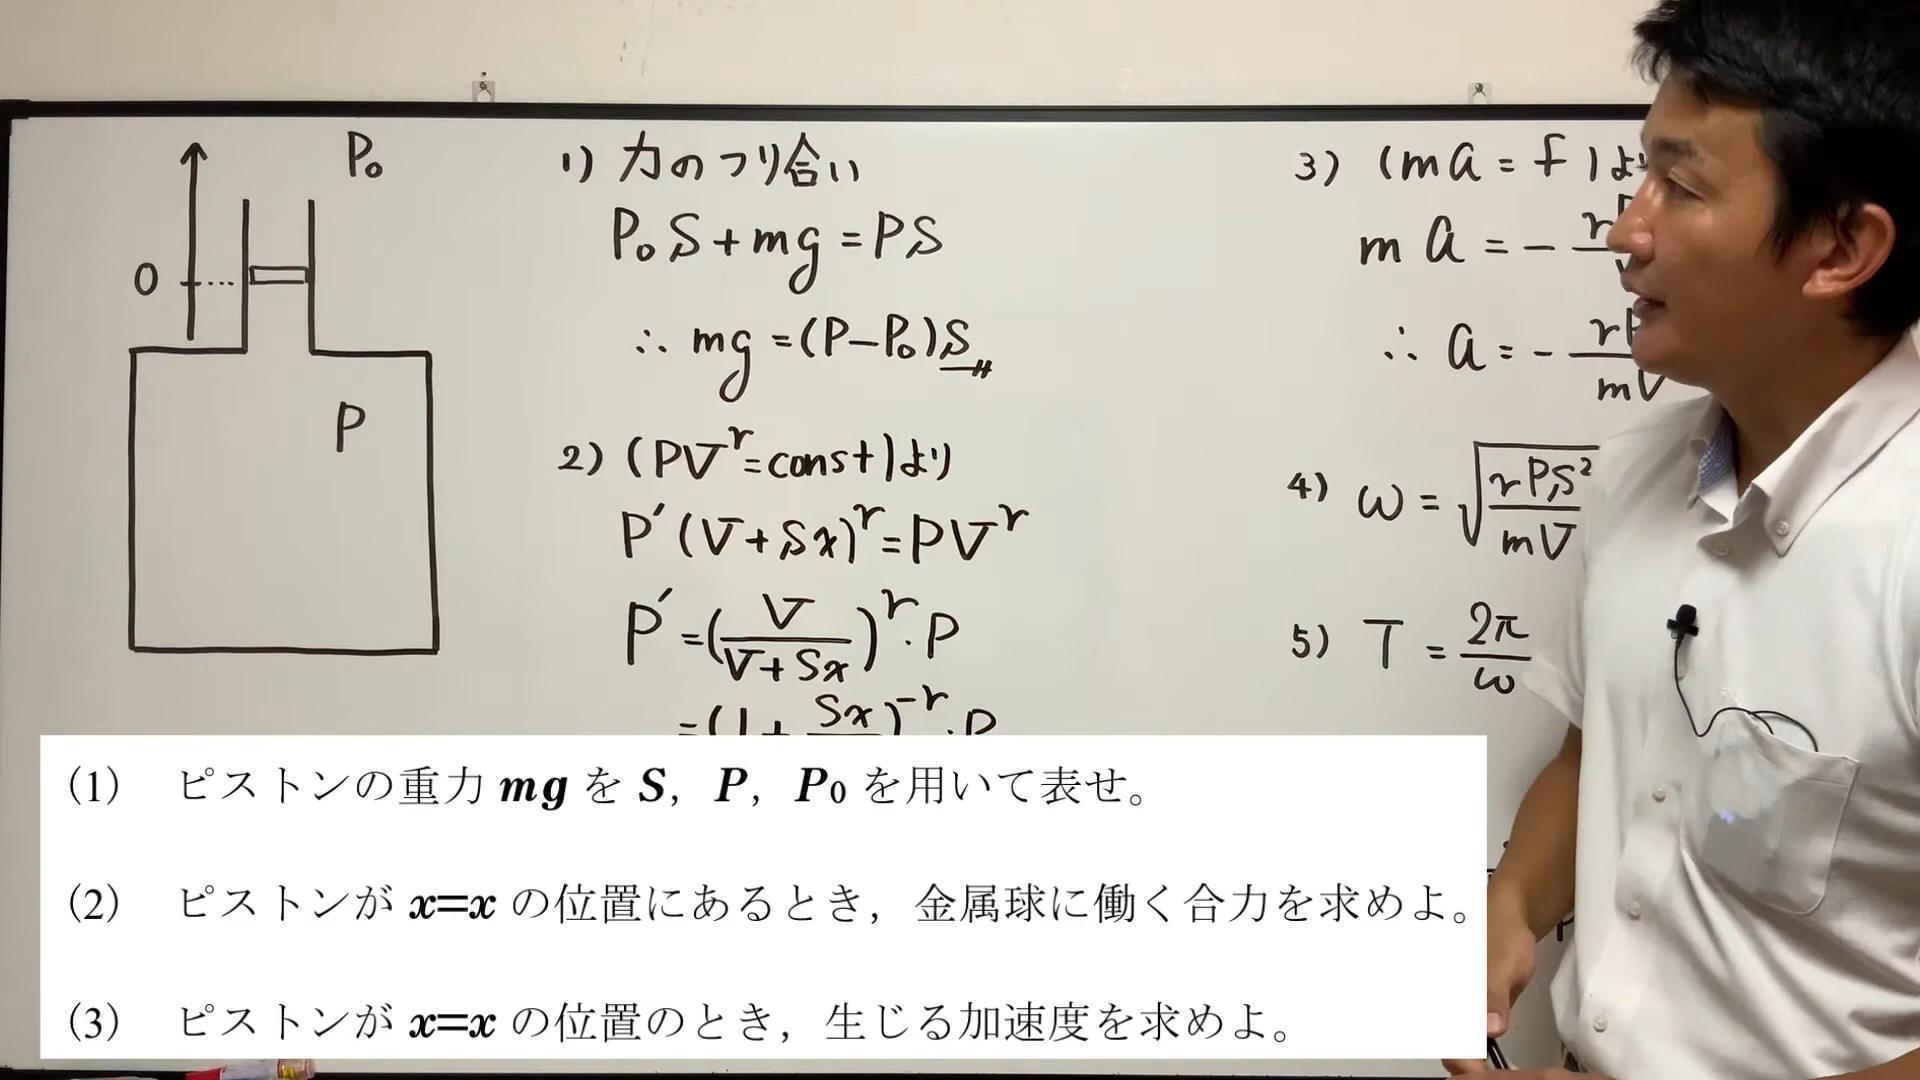 P₀
0
P
1) 力のつり合い
P₀S+mg=PS
∴ mg=(P-P₀)S
2) (PV^r=const)より
P'(V+Sx)^r=PV^r
P'=(V/(V+Sx))^r・P
3) (ma=f)よ
ma=-
∴ a=-
mV
4) ω=√(rPS²/mV)
5) T=2π/ω
(1) ピストンの重力 mg を S, P, P₀ を用いて表せ。
(2) ピストンが x=x の位置にあるとき, 金属球に働く合力を求めよ。
(3) ピストンが x=x の位置のとき, 生じる加速度を求めよ。